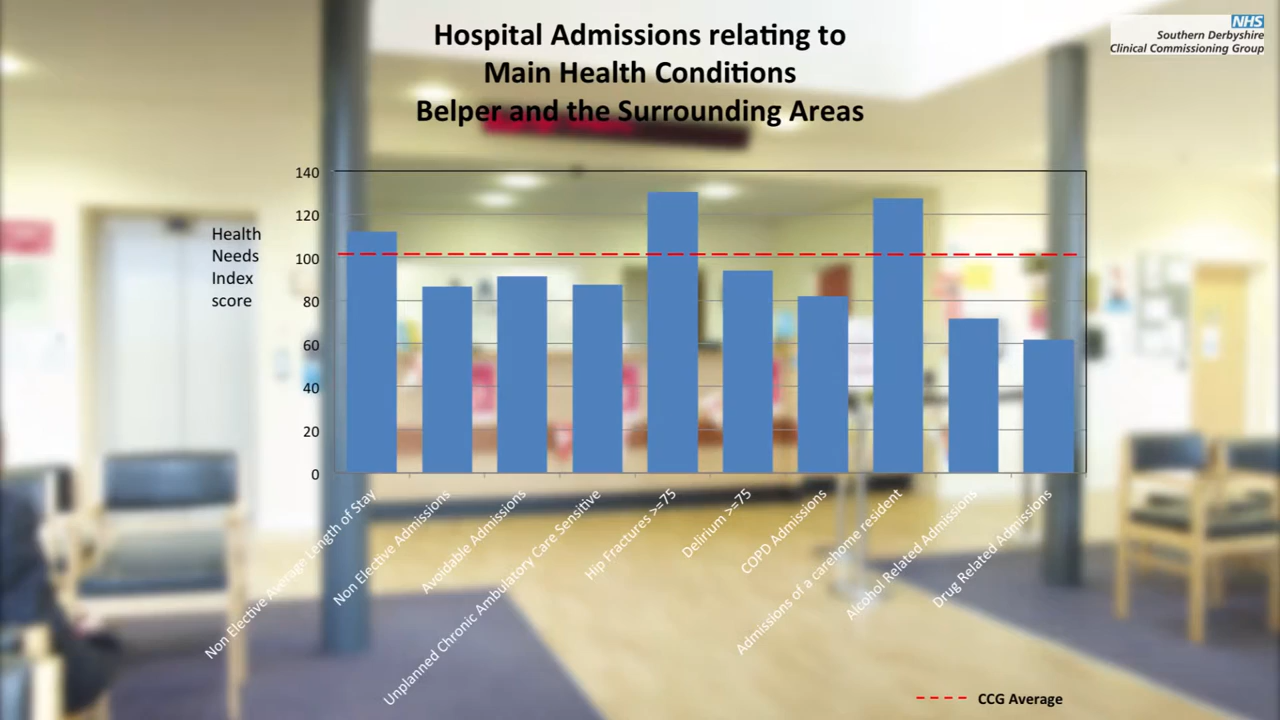 Hospital Admissions relating to
Main Health Conditions
Belper and the Surrounding Areas
NHS
Southern Derbyshire
Clinical Commissioning Group
Health
Needs
Index
score
140
120
100
80
60
40
20
0
Non Elective Average Length of Stay
Non Elective Admissions
Avoidable Admissions
Unplanned Chronic Ambulatory Care Sensitive
Hip Fractures >=75
Delirium >=75
COPD Admissions
Admissions of a carehome resident
Alcohol Related Admissions
Drug Related Admissions
CCG Average